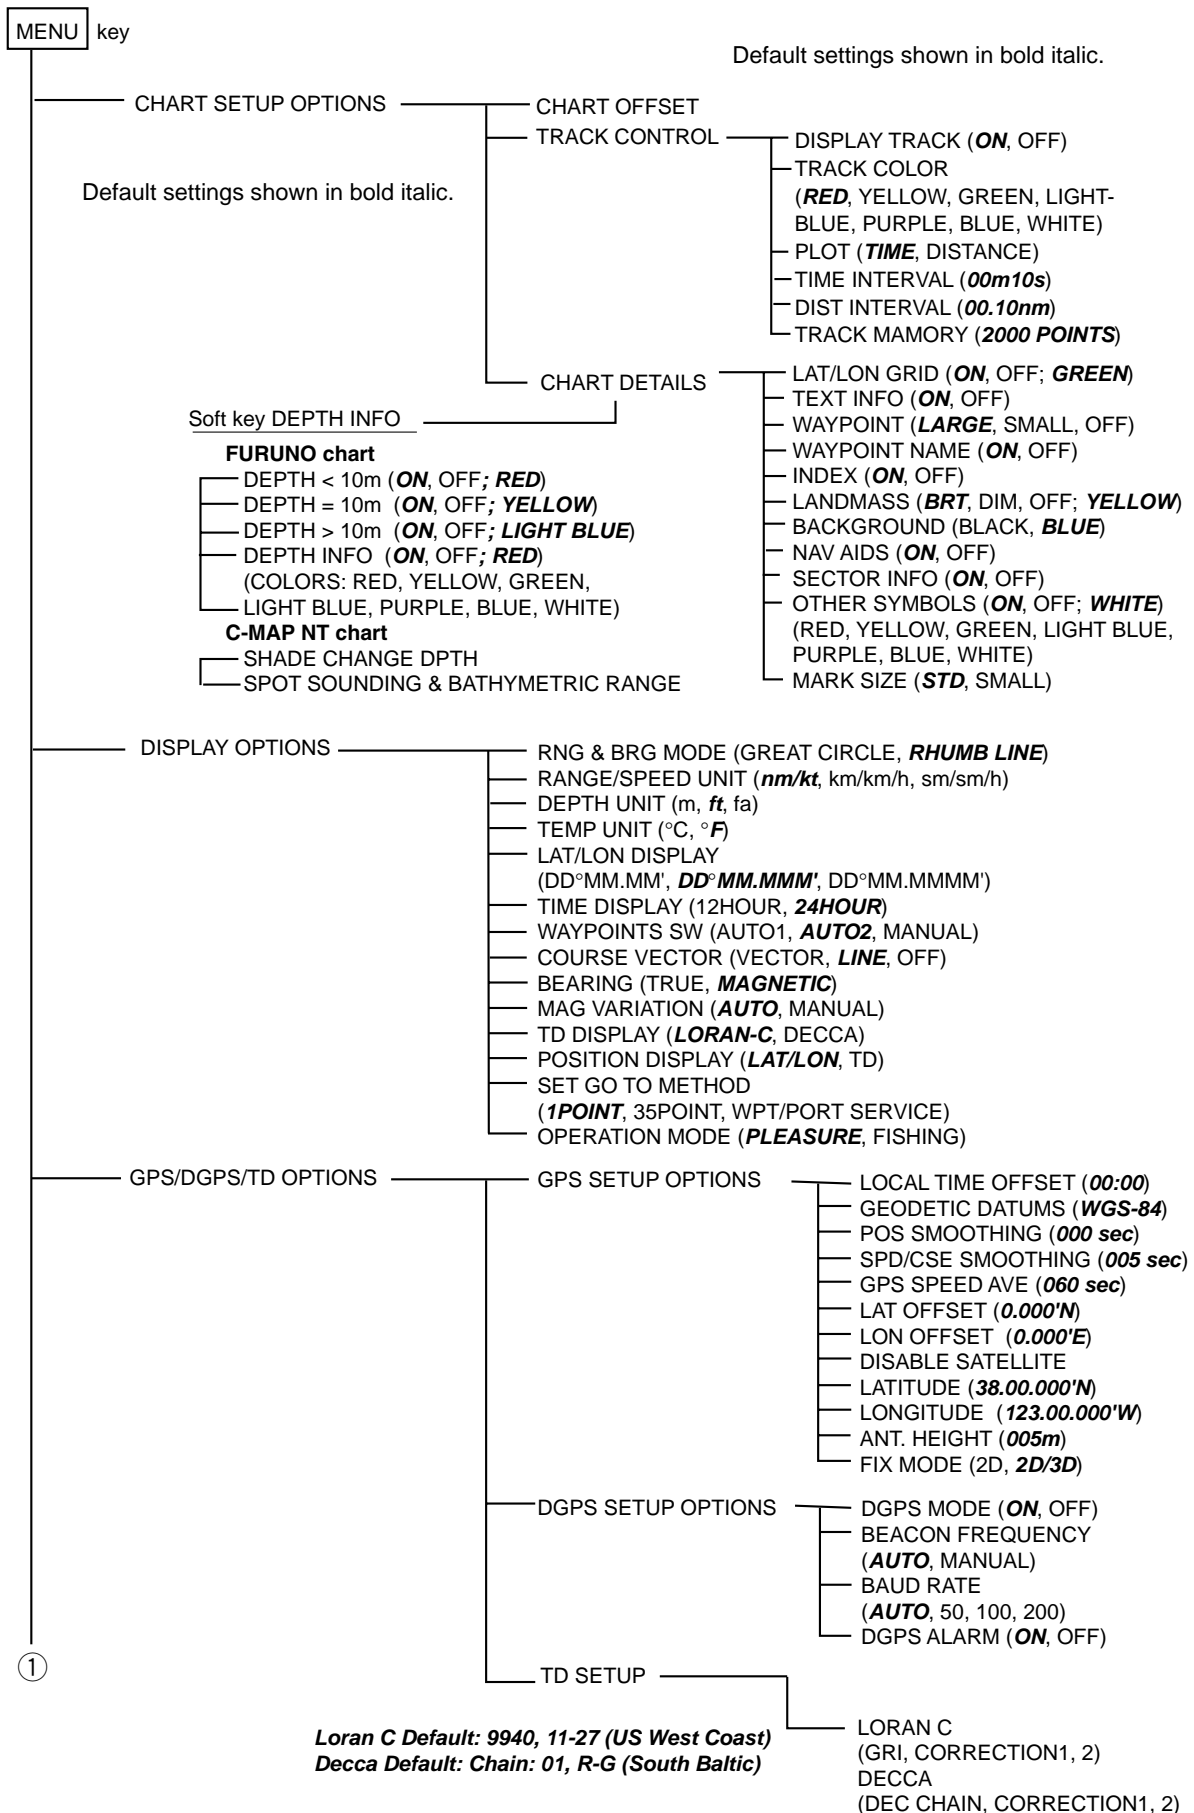 MENU key
Default settings shown in bold italic.
CHART SETUP OPTIONS
CHART OFFSET
TRACK CONTROL
DISPLAY TRACK (ON, OFF)
TRACK COLOR
(RED, YELLOW, GREEN, LIGHT-
BLUE, PURPLE, BLUE, WHITE)
PLOT (TIME, DISTANCE)
TIME INTERVAL (00m10s)
DIST INTERVAL (00.10nm)
TRACK MAMORY (2000 POINTS)
Default settings shown in bold italic.
CHART DETAILS
LAT/LON GRID (ON, OFF; GREEN)
TEXT INFO (ON, OFF)
WAYPOINT (LARGE, SMALL, OFF)
WAYPOINT NAME (ON, OFF)
INDEX (ON, OFF)
LANDMASS (BRT, DIM, OFF; YELLOW)
BACKGROUND (BLACK, BLUE)
NAV AIDS (ON, OFF)
SECTOR INFO (ON, OFF)
OTHER SYMBOLS (ON, OFF; WHITE)
(RED, YELLOW, GREEN, LIGHT BLUE,
PURPLE, BLUE, WHITE)
MARK SIZE (STD, SMALL)
Soft key DEPTH INFO
FURUNO chart
DEPTH < 10m (ON, OFF; RED)
DEPTH = 10m (ON, OFF; YELLOW)
DEPTH > 10m (ON, OFF; LIGHT BLUE)
DEPTH INFO (ON, OFF; RED)
(COLORS: RED, YELLOW, GREEN,
LIGHT BLUE, PURPLE, BLUE, WHITE)
C-MAP NT chart
SHADE CHANGE DPTH
SPOT SOUNDING & BATHYMETRIC RANGE
DISPLAY OPTIONS
RNG & BRG MODE (GREAT CIRCLE, RHUMB LINE)
RANGE/SPEED UNIT (nm/kt, km/km/h, sm/sm/h)
DEPTH UNIT (m, ft, fa)
TEMP UNIT (°C, °F)
LAT/LON DISPLAY
(DD°MM.MM', DD°MM.MMM', DD°MM.MMMM')
TIME DISPLAY (12HOUR, 24HOUR)
WAYPOINTS SW (AUTO1, AUTO2, MANUAL)
COURSE VECTOR (VECTOR, LINE, OFF)
BEARING (TRUE, MAGNETIC)
MAG VARIATION (AUTO, MANUAL)
TD DISPLAY (LORAN-C, DECCA)
POSITION DISPLAY (LAT/LON, TD)
SET GO TO METHOD
(1POINT, 35POINT, WPT/PORT SERVICE)
OPERATION MODE (PLEASURE, FISHING)
GPS/DGPS/TD OPTIONS
GPS SETUP OPTIONS
LOCAL TIME OFFSET (00:00)
GEODETIC DATUMS (WGS-84)
POS SMOOTHING (000 sec)
SPD/CSE SMOOTHING (005 sec)
GPS SPEED AVE (060 sec)
LAT OFFSET (0.000'N)
LON OFFSET (0.000'E)
DISABLE SATELLITE
LATITUDE (38.00.000'N)
LONGITUDE (123.00.000'W)
ANT. HEIGHT (005m)
FIX MODE (2D, 2D/3D)
DGPS SETUP OPTIONS
DGPS MODE (ON, OFF)
BEACON FREQUENCY
(AUTO, MANUAL)
BAUD RATE
(AUTO, 50, 100, 200)
DGPS ALARM (ON, OFF)
①
TD SETUP
Loran C Default: 9940, 11-27 (US West Coast)
Decca Default: Chain: 01, R-G (South Baltic)
LORAN C
(GRI, CORRECTION1, 2)
DECCA
(DEC CHAIN, CORRECTION1, 2)